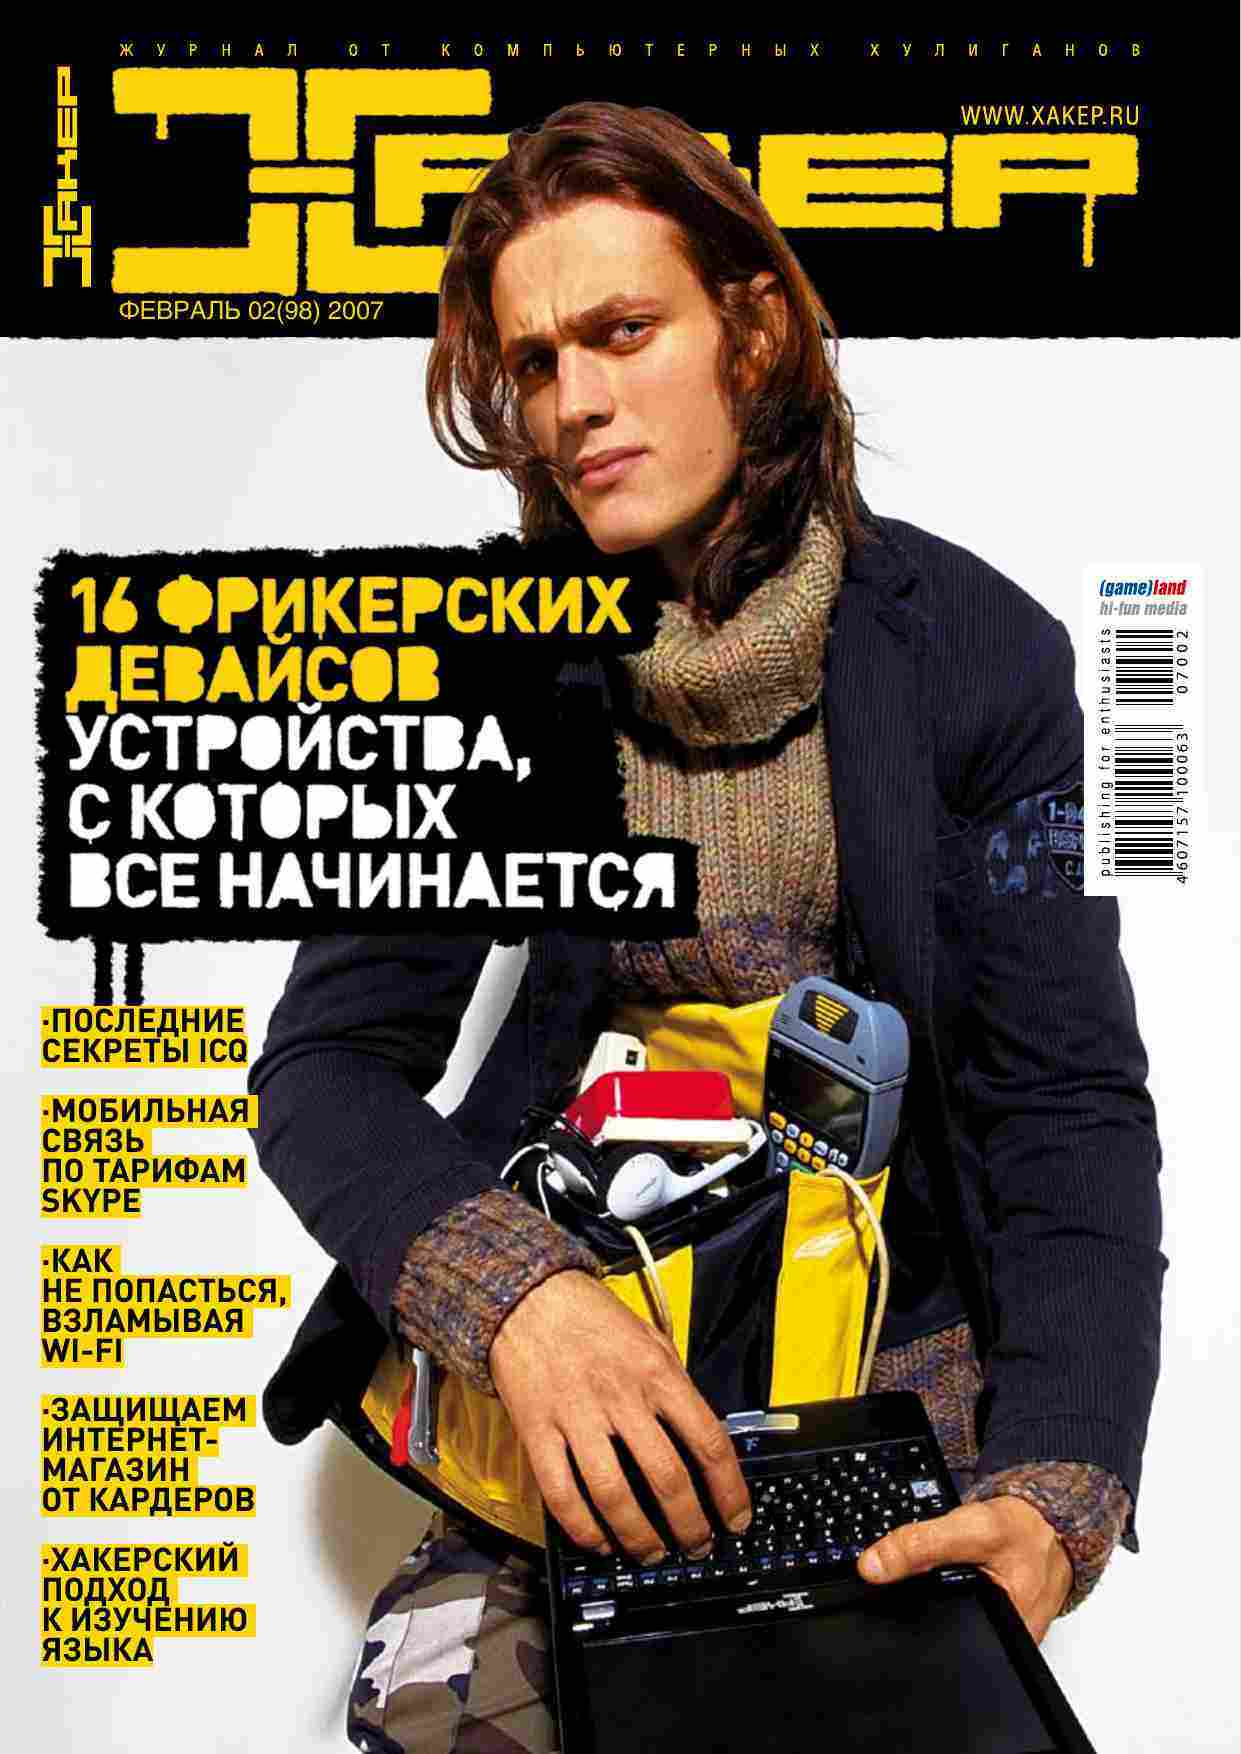 ЖУРНАЛ ОТ КОМПЬЮТЕРНЫХ ХУЛИГАНОВ
ХАКЕР
WWW.XAKEP.RU
ХАКЕР
ФЕВРАЛЬ 02(98) 2007
16 ФРИКЕРСКИХ
ДЕВАЙСОВ
УСТРОЙСТВА,
С КОТОРЫХ
ВСЕ НАЧИНАЕТСЯ
(game)land
hi-fun media
publishing for enthusiasts
07002
4607157100063
·ПОСЛЕДНИЕ
СЕКРЕТЫ ICQ
·МОБИЛЬНАЯ
СВЯЗЬ
ПО ТАРИФАМ
SKYPE
·КАК
НЕ ПОПАСТЬСЯ,
ВЗЛАМЫВАЯ
WI-FI
·ЗАЩИЩАЕМ
ИНТЕРНЕТ-
МАГАЗИН
ОТ КАРДЕРОВ
·ХАКЕРСКИЙ
ПОДХОД
К ИЗУЧЕНИЮ
ЯЗЫКА